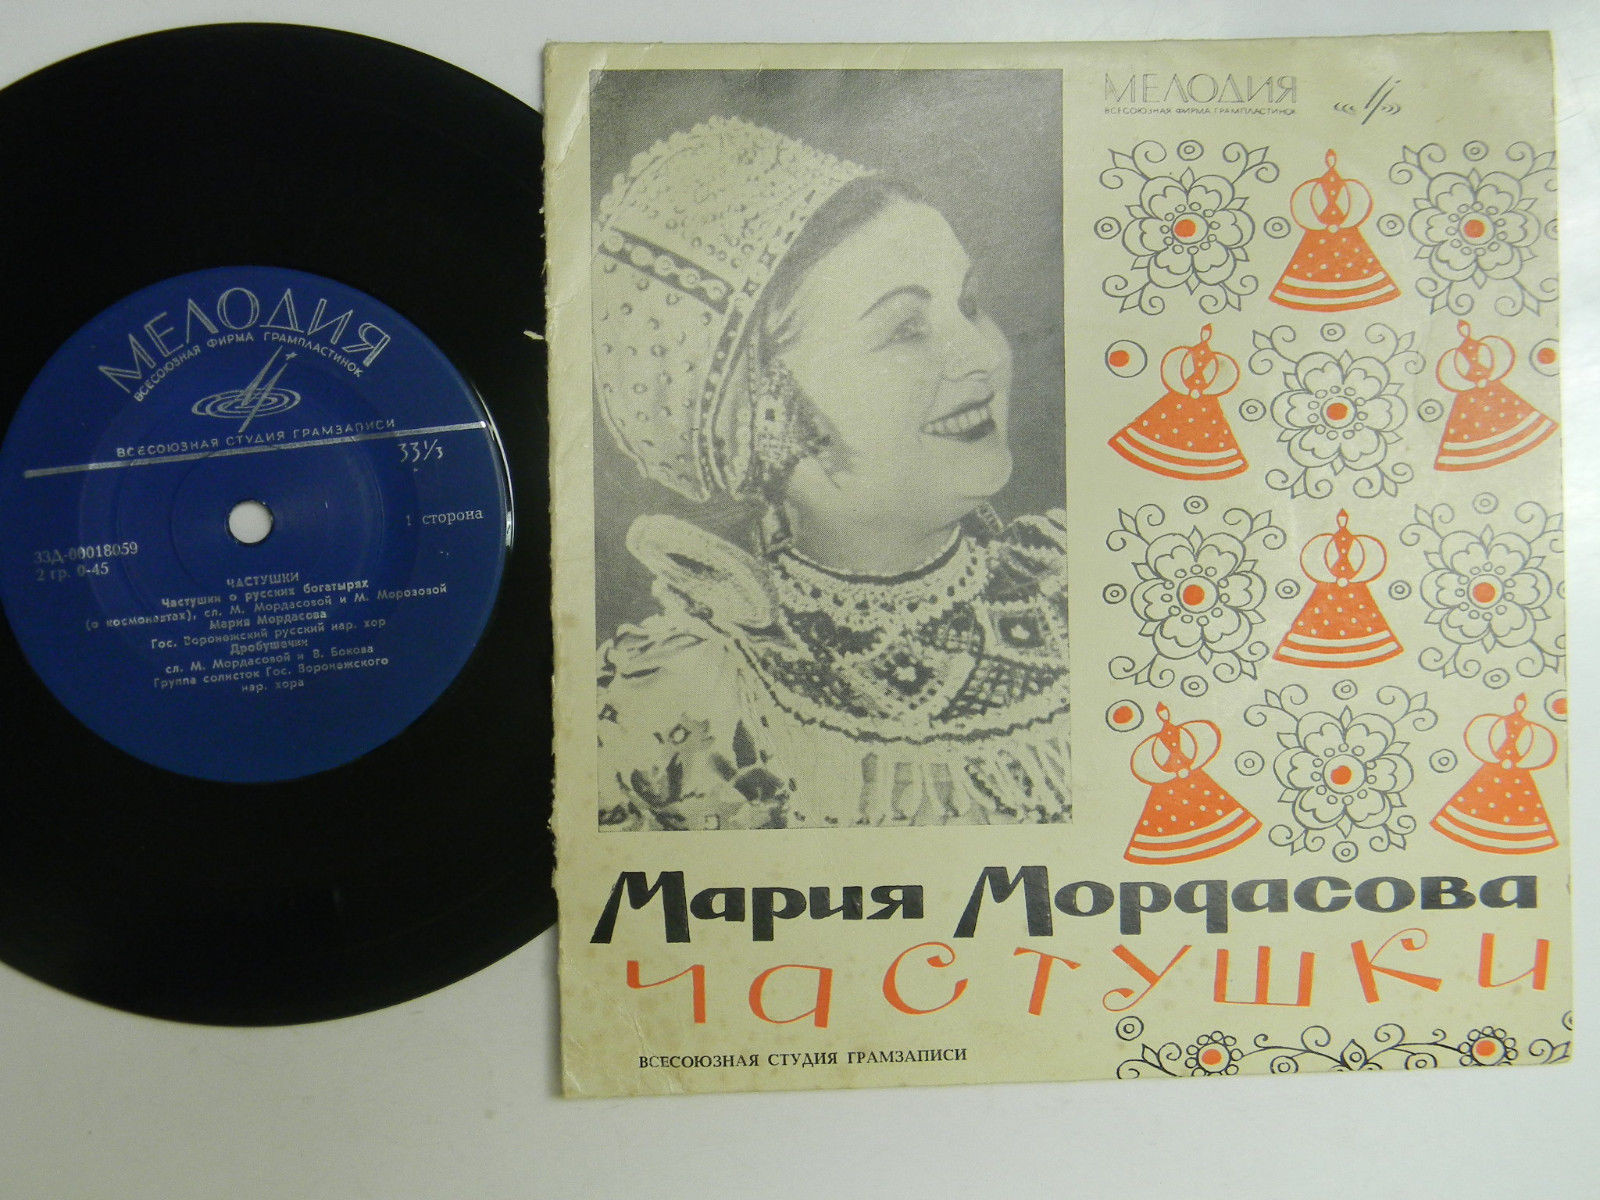 МЕЛОДИЯ
ВСЕСОЮЗНАЯ ФИРМА ГРАМПЛАСТИНОК
ВСЕСОЮЗНАЯ СТУДИЯ ГРАМЗАПИСИ
33⅓
1 сторона
33Д-00018059
2 гр. 0-45
ЧАСТУШКИ
Частушки о русских богатырях
(о космонавтах), сл. М. Мордасовой и М. Морозовой
Мария Мордасова
Гос. Воронежский русский нар. хор
Дробушечки
сл. М. Мордасовой и В. Бокова
Группа солисток Гос. Воронежского
нар. хора
МЕЛОДИЯ
ВСЕСОЮЗНАЯ ФИРМА ГРАМПЛАСТИНОК
Мария Мордасова
ЧАСТУШКИ
ВСЕСОЮЗНАЯ СТУДИЯ ГРАМЗАПИСИ